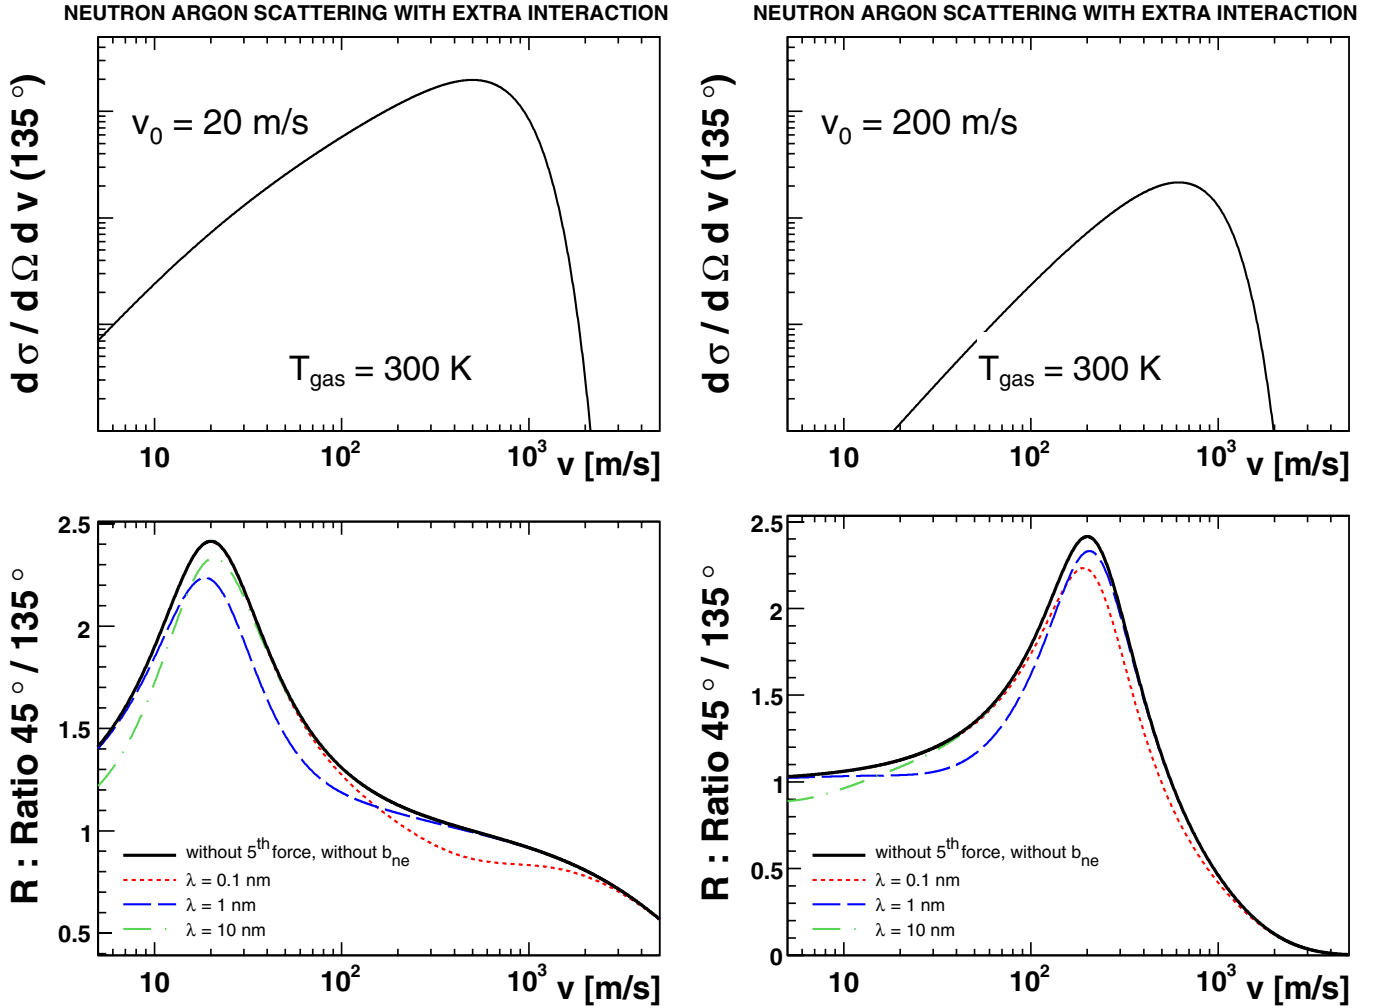 NEUTRON ARGON SCATTERING WITH EXTRA INTERACTION
d σ / d Ω d v (135 °)
v0 = 20 m/s
Tgas = 300 K
10 10² 10³ v [m/s]
NEUTRON ARGON SCATTERING WITH EXTRA INTERACTION
d σ / d Ω d v (135 °)
v0 = 200 m/s
Tgas = 300 K
10 10² 10³ v [m/s]
R : Ratio 45 ° / 135 °
2.5
2
1.5
1
0.5
without 5th force, without bne
λ = 0.1 nm
λ = 1 nm
λ = 10 nm
10 10² 10³ v [m/s]
R : Ratio 45 ° / 135 °
2.5
2
1.5
1
0.5
0
without 5th force, without bne
λ = 0.1 nm
λ = 1 nm
λ = 10 nm
10 10² 10³ v [m/s]